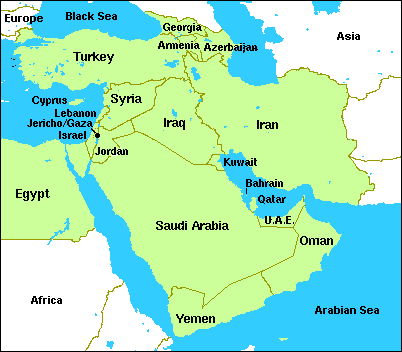 Europe
Black Sea
Georgia
Asia
Armenia
Azerbaijan
Turkey
Cyprus
Syria
Lebanon
Jericho/Gaza
Israel
Iraq
Iran
Jordan
Kuwait
Egypt
Bahrain
Qatar
U.A.E.
Saudi Arabia
Oman
Africa
Yemen
Arabian Sea